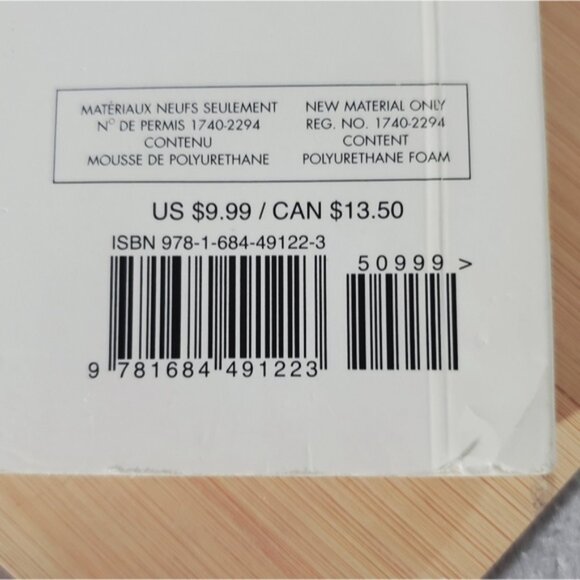 MATÉRIAUX NEUFS SEULEMENT
N° DE PERMIS 1740-2294
CONTENU
MOUSSE DE POLYURETHANE
NEW MATERIAL ONLY
REG. NO. 1740-2294
CONTENT
POLYURETHANE FOAM
US $9.99 / CAN $13.50
ISBN 978-1-684-49122-3
50999 >
9 781684 491223